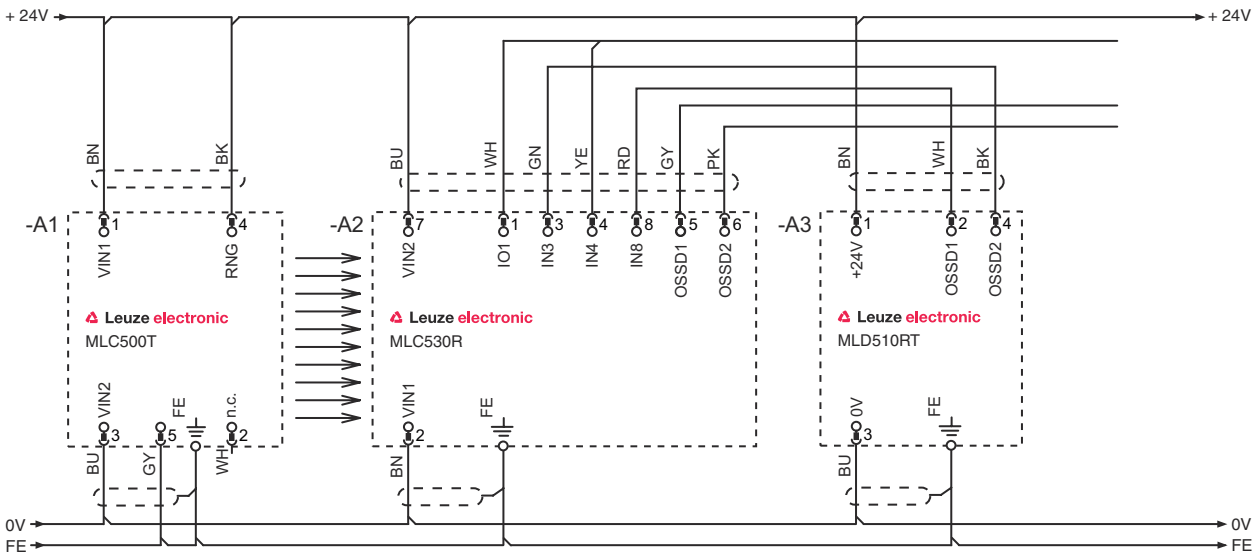 + 24V
+ 24V
BN
BK
BU
WH
GN
YE
RD
GY
PK
BN
WH
BK
-A1
1
4
-A2
7
1
3
4
8
5
6
-A3
1
2
4
VIN1
RNG
VIN2
IO1
IN3
IN4
IN8
OSSD1
OSSD2
+24V
OSSD1
OSSD2
Leuze electronic
MLC500T
Leuze electronic
MLC530R
Leuze electronic
MLD510RT
VIN2
FE
n.c.
VIN1
FE
0V
FE
3
5
2
2
3
BU
GY
WH
BN
BU
0V
0V
FE
FE